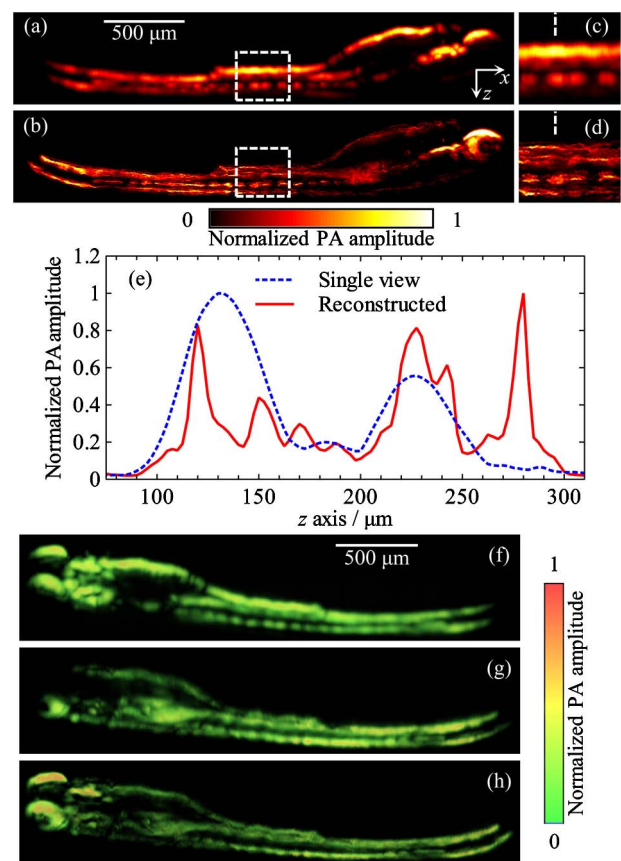 (a)
500 μm
x
z
(c)
(b)
(d)
0
1
Normalized PA amplitude
Normalized PA amplitude
1.2
1
0.8
0.6
0.4
0.2
0
(e)
Single view
Reconstructed
100
150
200
250
300
z axis / μm
500 μm
(f)
(g)
(h)
1
Normalized PA amplitude
0